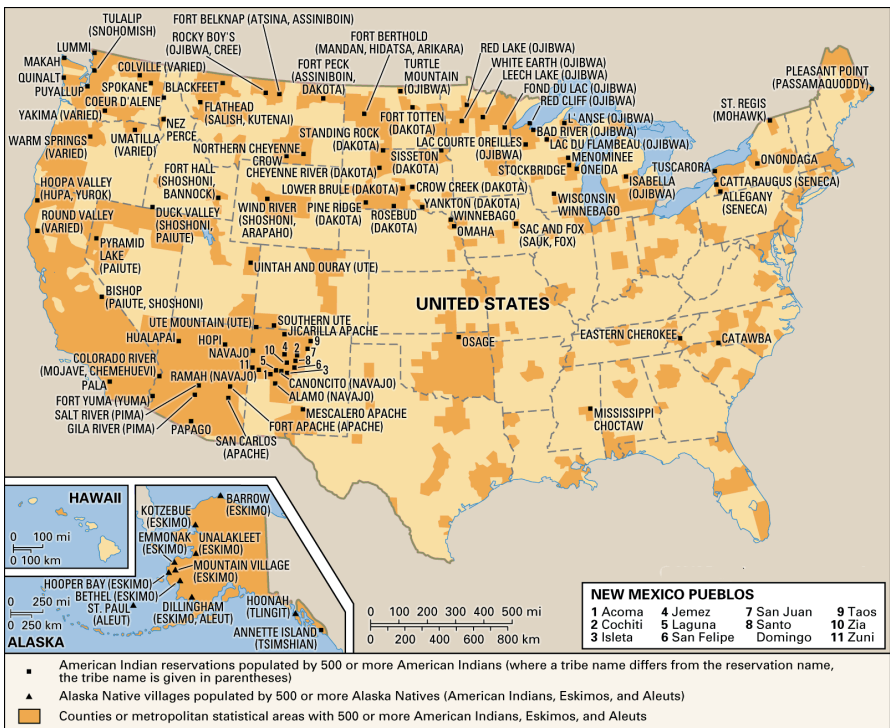 TULALIP
(SNOHOMISH)
FORT BELKNAP (ATSINA, ASSINIBOIN)
ROCKY BOY'S
(OJIBWA, CREE)
FORT BERTHOLD
(MANDAN, HIDATSA, ARIKARA)
LUMMI
MAKAH
QUINALT
PUYALLUP
COLVILLE (VARIED)
SPOKANE
BLACKFEET
COEUR D'ALENE
YAKIMA (VARIED)
FLATHEAD
(SALISH, KUTENAI)
FORT PECK
(ASSINIBOIN,
DAKOTA)
TURTLE
MOUNTAIN
(OJIBWA)
RED LAKE (OJIBWA)
WHITE EARTH (OJIBWA)
LEECH LAKE (OJIBWA)
FOND DU LAC (OJIBWA)
RED CLIFF (OJIBWA)
PLEASANT POINT
(PASSAMAQUODDY)
ST. REGIS
(MOHAWK)
L'ANSE (OJIBWA)
BAD RIVER (OJIBWA)
LAC DU FLAMBEAU (OJIBWA)
LAC COURTE OREILLES
(OJIBWA)
MENOMINEE
ONEIDA
STOCKBRIDGE
FORT TOTTEN
(DAKOTA)
STANDING ROCK
(DAKOTA)
SISSETON
(DAKOTA)
NEZ
PERCE
UMATILLA
(VARIED)
WARM SPRINGS
(VARIED)
NORTHERN CHEYENNE
CROW
CHEYENNE RIVER (DAKOTA)
LOWER BRULE (DAKOTA)
CROW CREEK (DAKOTA)
TUSCARORA
ONONDAGA
CATTARAUGUS (SENECA)
ALLEGANY
(SENECA)
ISABELLA
(OJIBWA)
WISCONSIN
WINNEBAGO
HOOPA VALLEY
(HUPA, YUROK)
FORT HALL
(SHOSHONI,
BANNOCK)
WIND RIVER
(SHOSHONI,
ARAPAHO)
PINE RIDGE
(DAKOTA)
ROSEBUD
(DAKOTA)
YANKTON (DAKOTA)
WINNEBAGO
OMAHA
SAC AND FOX
(SAUK, FOX)
ROUND VALLEY
(VARIED)
DUCK VALLEY
(SHOSHONI,
PAIUTE)
PYRAMID
LAKE
(PAIUTE)
UINTAH AND OURAY (UTE)
BISHOP
(PAIUTE, SHOSHONI)
UNITED STATES
UTE MOUNTAIN (UTE)
SOUTHERN UTE
JICARILLA APACHE
HUALAPAI
HOPI
NAVAJO
10
4
2
9
7
8
6
3
5
11
1
OSAGE
EASTERN CHEROKEE
CATAWBA
COLORADO RIVER
(MOJAVE, CHEMEHUEVI)
PALA
RAMAH (NAVAJO)
CANONCITO (NAVAJO)
ALAMO (NAVAJO)
FORT YUMA (YUMA)
SALT RIVER (PIMA)
GILA RIVER (PIMA)
PAPAGO
MESCALERO APACHE
FORT APACHE (APACHE)
SAN CARLOS
(APACHE)
MISSISSIPPI
CHOCTAW
HAWAII
0 100 mi
0 100 km
BARROW
(ESKIMO)
KOTZEBUE
(ESKIMO)
EMMONAK
(ESKIMO)
UNALAKLEET
(ESKIMO)
MOUNTAIN VILLAGE
(ESKIMO)
HOOPER BAY (ESKIMO)
BETHEL (ESKIMO)
ST. PAUL
(ALEUT)
DILLINGHAM
(ESKIMO, ALEUT)
HOONAH
(TLINGIT)
ANNETTE ISLAND
(TSIMSHIAN)
0 250 mi
0 250 km
ALASKA
0 100 200 300 400 500 mi
0 200 400 600 800 km
NEW MEXICO PUEBLOS
1 Acoma 4 Jemez 7 San Juan 9 Taos
2 Cochiti 5 Laguna 8 Santo 10 Zia
3 Isleta 6 San Felipe Domingo 11 Zuni
American Indian reservations populated by 500 or more American Indians (where a tribe name differs from the reservation name,
the tribe name is given in parentheses)
Alaska Native villages populated by 500 or more Alaska Natives (American Indians, Eskimos, and Aleuts)
Counties or metropolitan statistical areas with 500 or more American Indians, Eskimos, and Aleuts